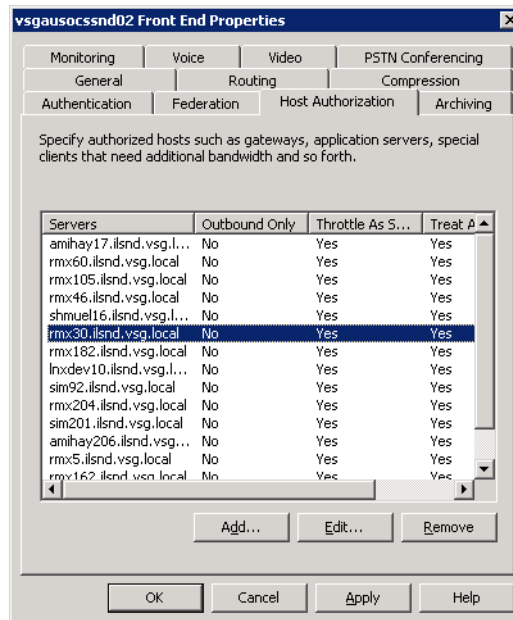 vsgausocssnd02 Front End Properties
Monitoring Voice Video PSTN Conferencing
General Routing Compression
Authentication Federation Host Authorization Archiving
Specify authorized hosts such as gateways, application servers, special
clients that need additional bandwidth and so forth.
Servers Outbound Only Throttle As S... Treat A
amihay17.ilsnd.vsg.l... No Yes Yes
rmx60.ilsnd.vsg.local No Yes Yes
rmx105.ilsnd.vsg.local No Yes Yes
rmx46.ilsnd.vsg.local No Yes Yes
shmuel16.ilsnd.vsg.l... No Yes Yes
rmx30.ilsnd.vsg.local No Yes Yes
rmx182.ilsnd.vsg.local No Yes Yes
lnxdev10.ilsnd.vsg.l... No Yes Yes
sim92.ilsnd.vsg.local No Yes Yes
rmx204.ilsnd.vsg.local No Yes Yes
sim201.ilsnd.vsg.local No Yes Yes
amihay206.ilsnd.vsg... No Yes Yes
rmx5.ilsnd.vsg.local No Yes Yes
rmx162.ilsnd.vsg.local No Yes Yes
Add... Edit... Remove
OK Cancel Apply Help